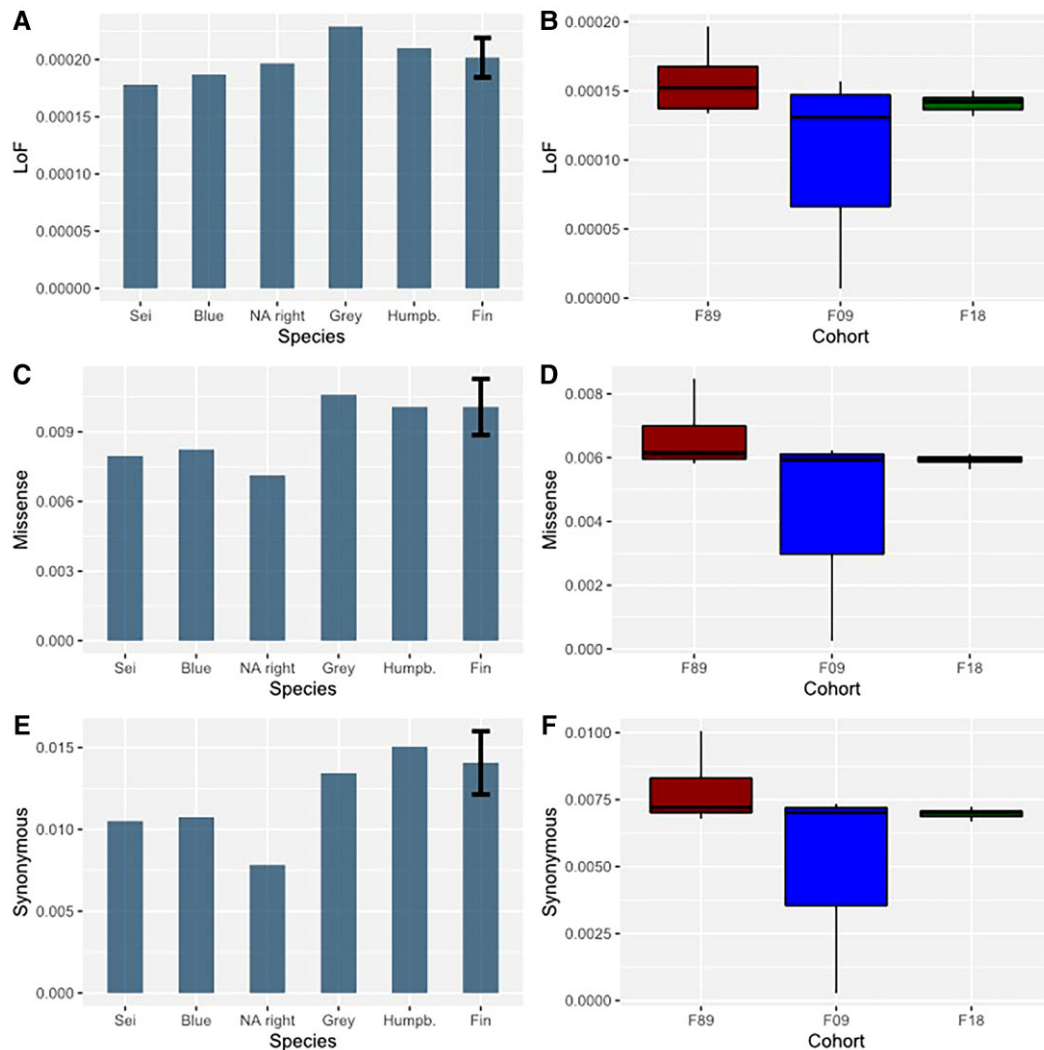 A
LoF
0.00020
0.00015
0.00010
0.00005
0.00000
Sei Blue NA right Grey Humpb. Fin
Species
B
LoF
0.00020
0.00015
0.00010
0.00005
0.00000
F89 F09 F18
Cohort
C
Missense
0.009
0.006
0.003
0.000
Sei Blue NA right Grey Humpb. Fin
Species
D
Missense
0.008
0.006
0.004
0.002
0.000
F89 F09 F18
Cohort
E
Synonymous
0.015
0.010
0.005
0.000
Sei Blue NA right Grey Humpb. Fin
Species
F
Synonymous
0.0100
0.0075
0.0050
0.0025
0.0000
F89 F09 F18
Cohort